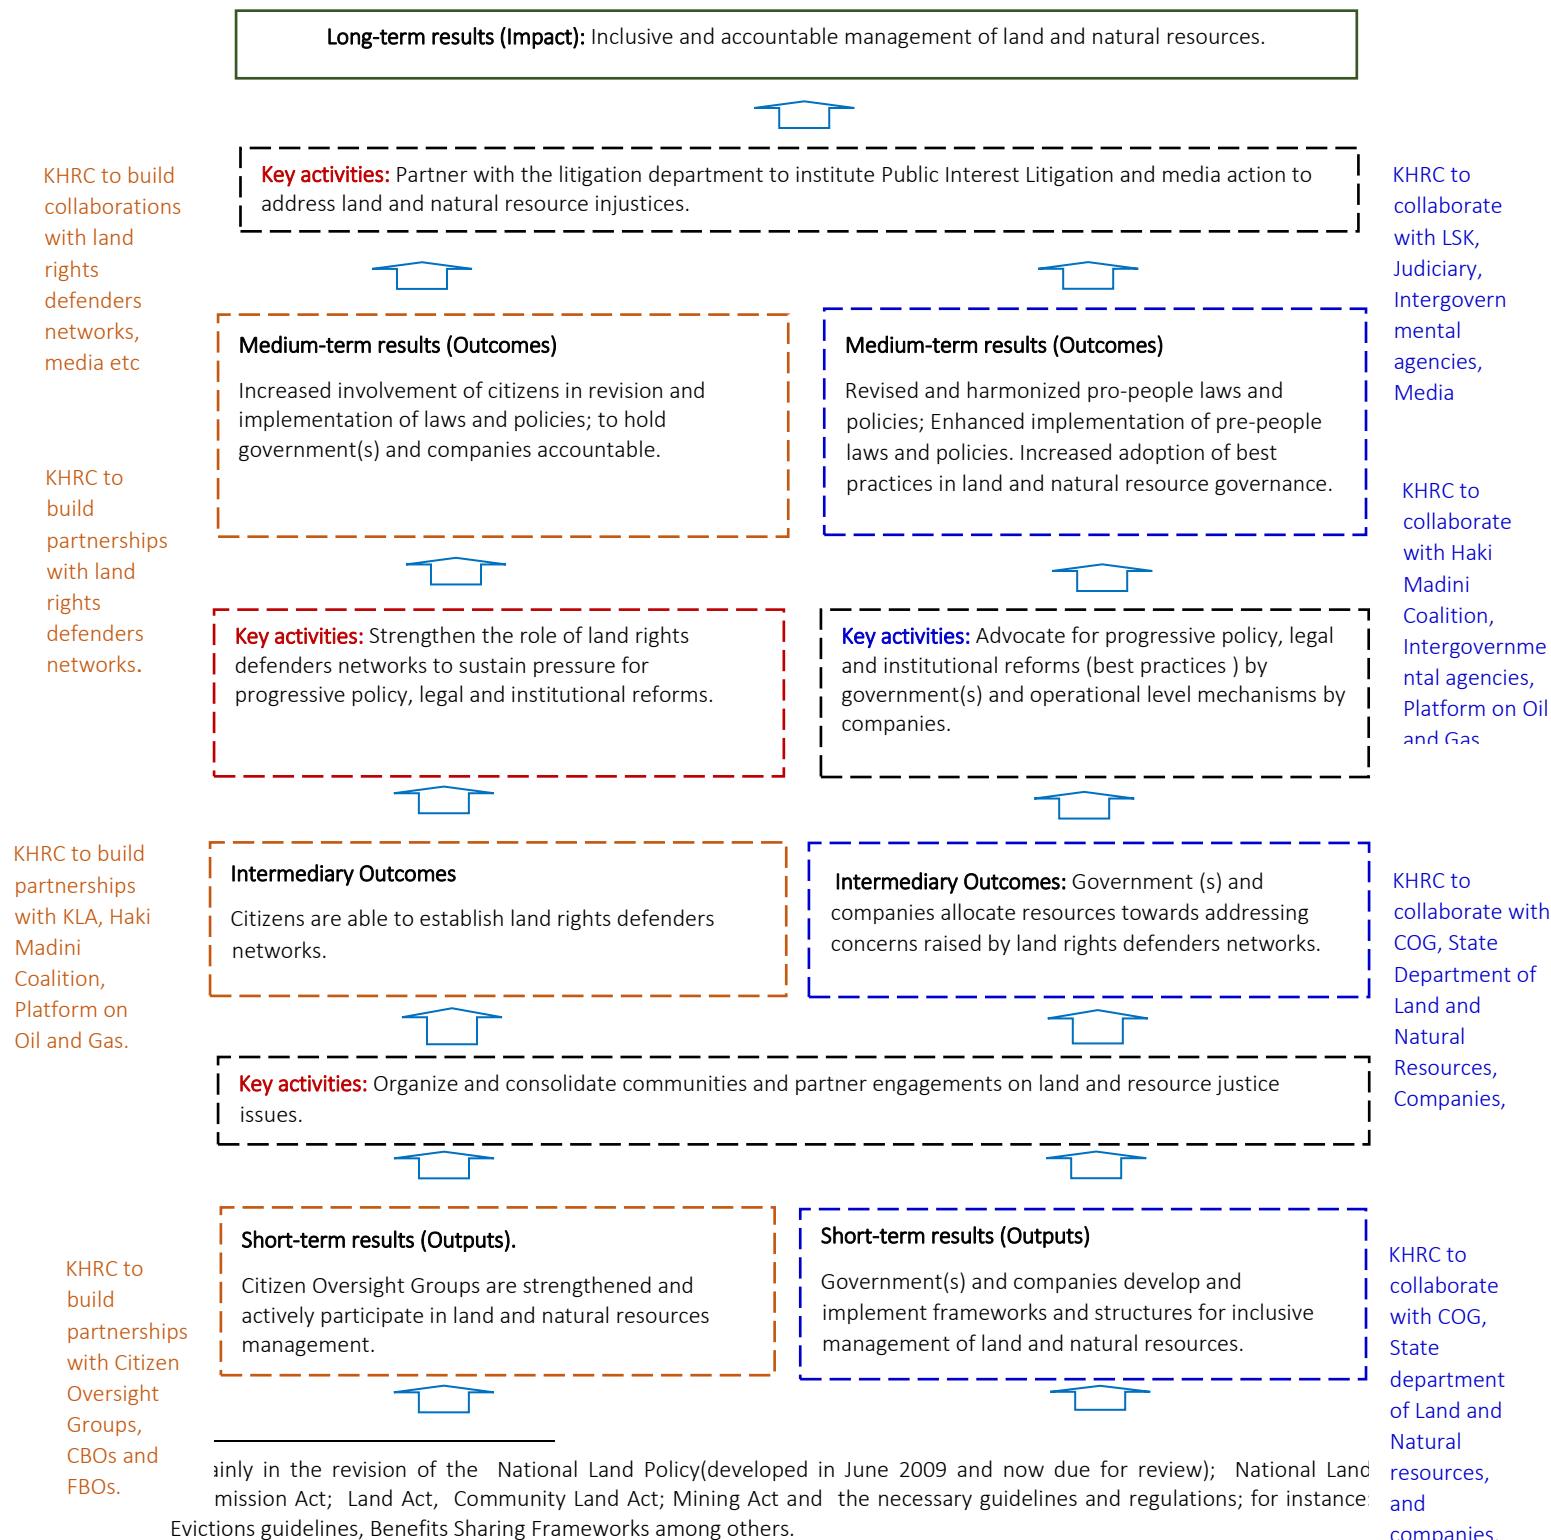 Long-term results (Impact): Inclusive and accountable management of land and natural resources.
KHRC to build
collaborations
with land
rights
defenders
networks,
media etc
Key activities: Partner with the litigation department to institute Public Interest Litigation and media action to
address land and natural resource injustices.
KHRC to
collaborate
with LSK,
Judiciary,
Intergovern
mental
agencies,
Media
Medium-term results (Outcomes)
Increased involvement of citizens in revision and
implementation of laws and policies; to hold
government(s) and companies accountable.
Medium-term results (Outcomes)
Revised and harmonized pro-people laws and
policies; Enhanced implementation of pre-people
laws and policies. Increased adoption of best
practices in land and natural resource governance.
KHRC to
build
partnerships
with land
rights
defenders
networks.
Key activities: Strengthen the role of land rights
defenders networks to sustain pressure for
progressive policy, legal and institutional reforms.
Key activities: Advocate for progressive policy, legal
and institutional reforms (best practices ) by
government(s) and operational level mechanisms by
companies.
KHRC to
collaborate
with Haki
Madini
Coalition,
Intergovernme
ntal agencies,
Platform on Oil
and Gas
KHRC to build
partnerships
with KLA, Haki
Madini
Coalition,
Platform on
Oil and Gas.
Intermediary Outcomes
Citizens are able to establish land rights defenders
networks.
Intermediary Outcomes: Government (s) and
companies allocate resources towards addressing
concerns raised by land rights defenders networks.
KHRC to
collaborate with
COG, State
Department of
Land and
Natural
Resources,
Companies,
Key activities: Organize and consolidate communities and partner engagements on land and resource justice
issues.
KHRC to
build
partnerships
with Citizen
Oversight
Groups,
CBOs and
FBOs.
Short-term results (Outputs).
Citizen Oversight Groups are strengthened and
actively participate in land and natural resources
management.
Short-term results (Outputs)
Government(s) and companies develop and
implement frameworks and structures for inclusive
management of land and natural resources.
KHRC to
collaborate
with COG,
State
department
of Land and
Natural
resources,
and
companies.
ainly in the revision of the National Land Policy(developed in June 2009 and now due for review); National Land
mission Act; Land Act, Community Land Act; Mining Act and the necessary guidelines and regulations; for instance:
Evictions guidelines, Benefits Sharing Frameworks among others.